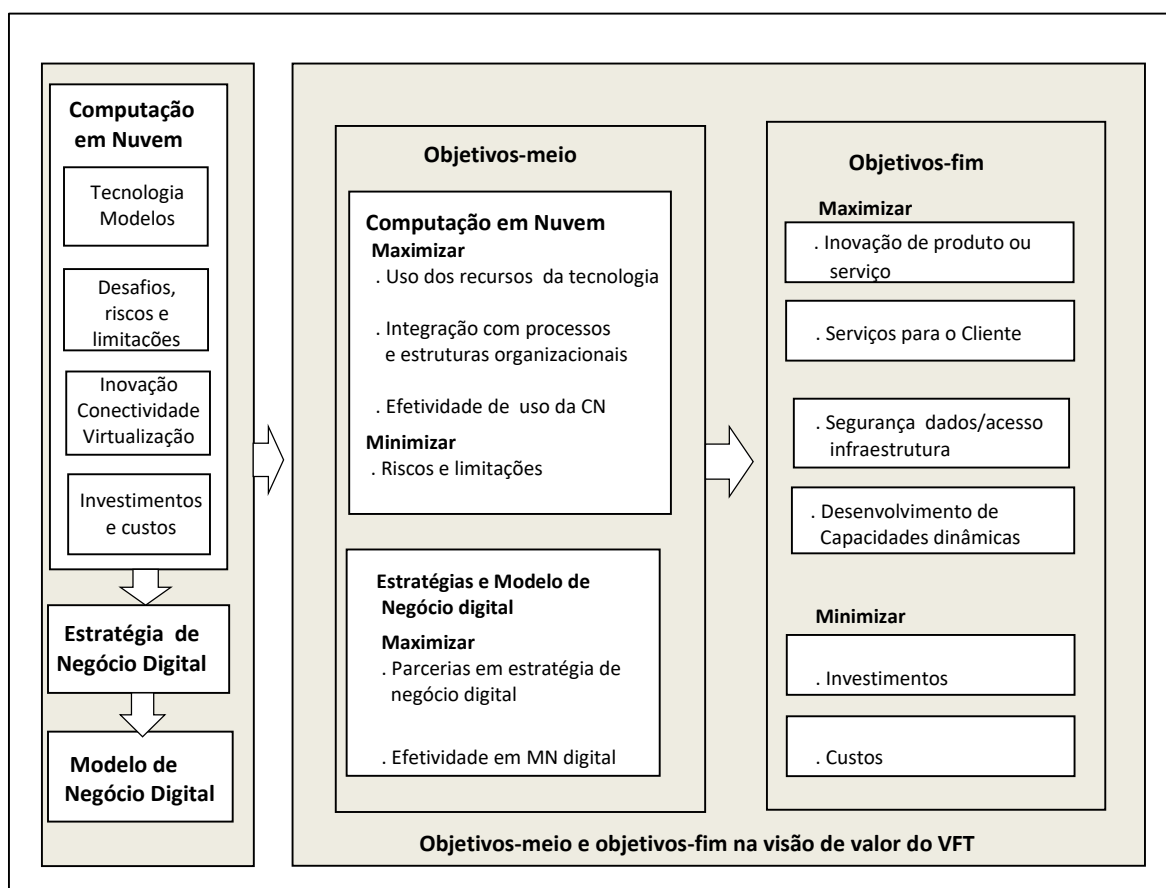 Computação
em Nuvem
Tecnologia
Modelos
Desafios,
riscos e
limitações
Inovação
Conectividade
Virtualização
Investimentos
e custos
Estratégia de
Negócio Digital
Modelo de
Negócio Digital
Objetivos-meio
Computação em Nuvem
Maximizar
. Uso dos recursos da tecnologia
. Integração com processos
e estruturas organizacionais
. Efetividade de uso da CN
Minimizar
. Riscos e limitações
Estratégias e Modelo de
Negócio digital
Maximizar
. Parcerias em estratégia de
negócio digital
. Efetividade em MN digital
Objetivos-fim
Maximizar
. Inovação de produto ou
serviço
. Serviços para o Cliente
. Segurança dados/acesso
infraestrutura
. Desenvolvimento de
Capacidades dinâmicas
Minimizar
. Investimentos
. Custos
Objetivos-meio e objetivos-fim na visão de valor do VFT